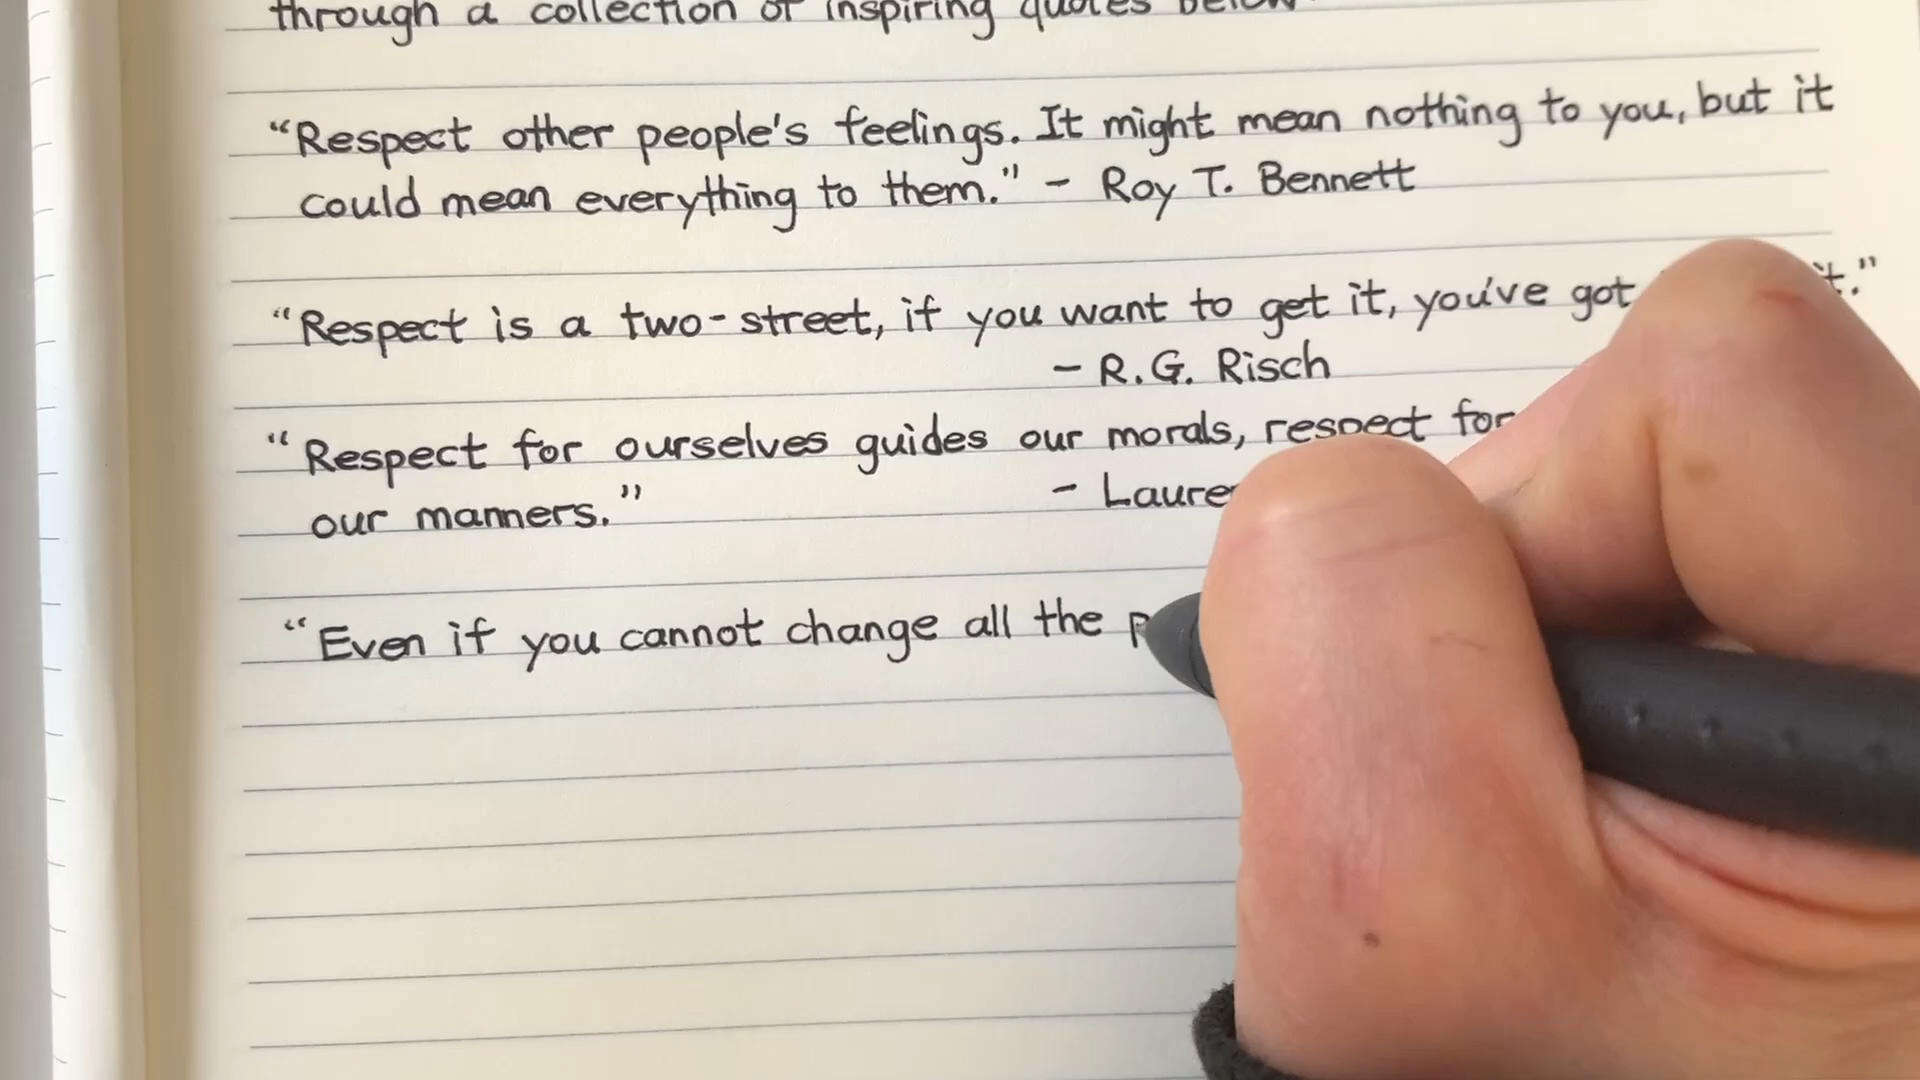 through a collection of inspiring quotes below
“Respect other people's feelings. It might mean nothing to you, but it
could mean everything to them." - Roy T. Bennett
“Respect is a two-street, if you want to get it, you've got
- R.G. Risch
“Respect for ourselves guides our morals, respect for
our manners.”
“Even if you cannot change all the